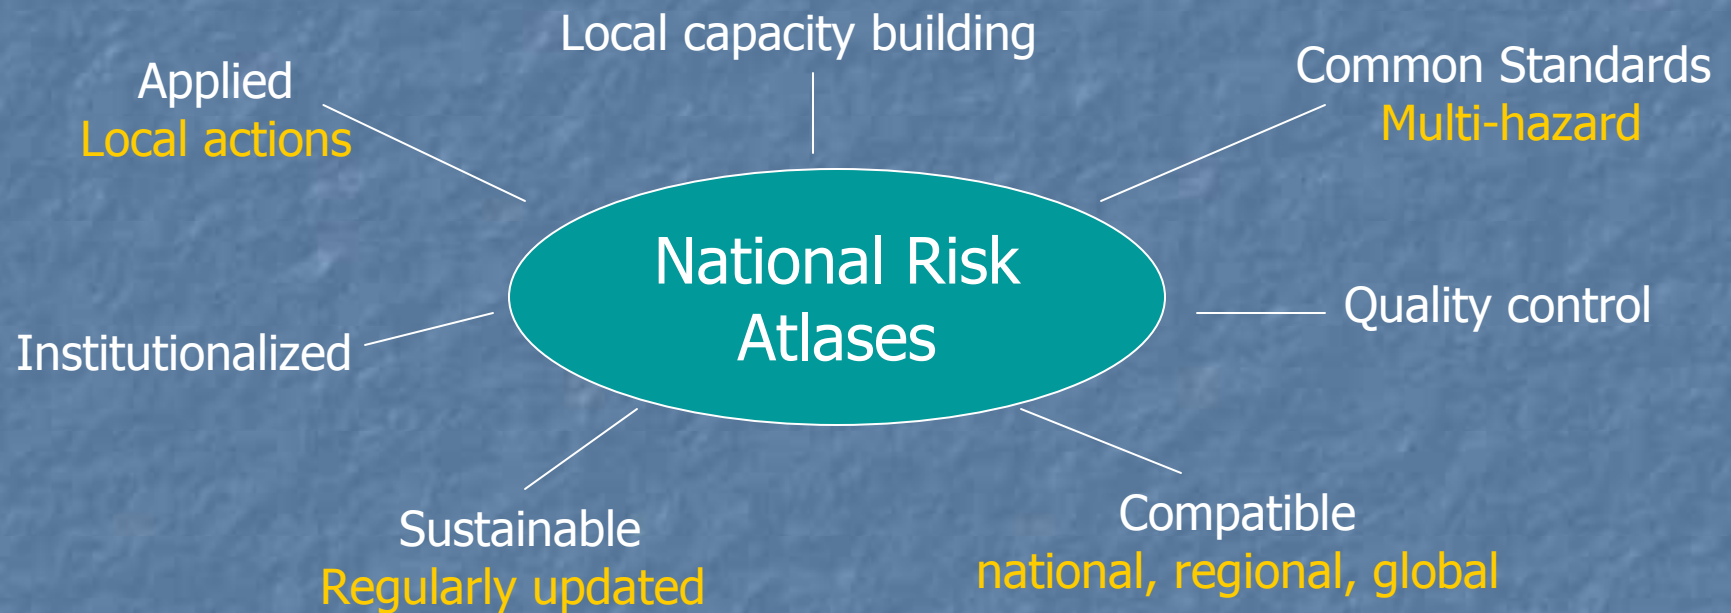 Local capacity building
Applied
Local actions
Common Standards
Multi-hazard
National Risk
Atlases
Quality control
Institutionalized
Sustainable
Regularly updated
Compatible
national, regional, global